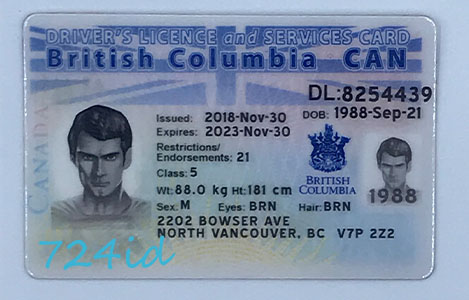 DRIVER'S LICENCE and SERVICES CARD
British Columbia CAN
DL:8254439
Issued: 2018-Nov-30 DOB: 1988-Sep-21
Expires: 2023-Nov-30
Restrictions/
Endorsements: 21
Class: 5
Wt: 88.0 kg Ht: 181 cm
Sex: M Eyes: BRN Hair: BRN
2202 BOWSER AVE
NORTH VANCOUVER, BC V7P 2Z2
BRITISH
COLUMBIA
1988
CANADA
724id